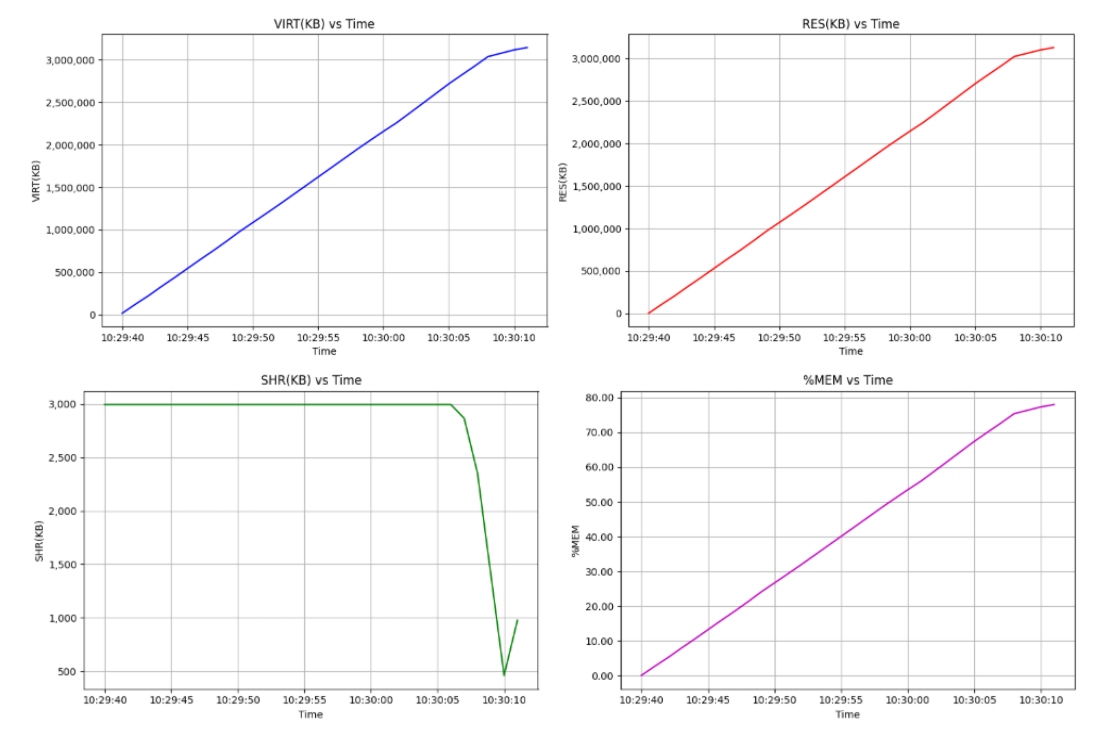 VIRT(KB) vs Time
3,000,000
2,500,000
2,000,000
1,500,000
1,000,000
500,000
0
VIRT(KB)
10:29:40 10:29:45 10:29:50 10:29:55 10:30:00 10:30:05 10:30:10
Time
RES(KB) vs Time
3,000,000
2,500,000
2,000,000
1,500,000
1,000,000
500,000
0
RES(KB)
10:29:40 10:29:45 10:29:50 10:29:55 10:30:00 10:30:05 10:30:10
Time
SHR(KB) vs Time
3,000
2,500
2,000
1,500
1,000
500
SHR(KB)
10:29:40 10:29:45 10:29:50 10:29:55 10:30:00 10:30:05 10:30:10
Time
%MEM vs Time
80.00
70.00
60.00
50.00
40.00
30.00
20.00
10.00
0.00
%MEM
10:29:40 10:29:45 10:29:50 10:29:55 10:30:00 10:30:05 10:30:10
Time